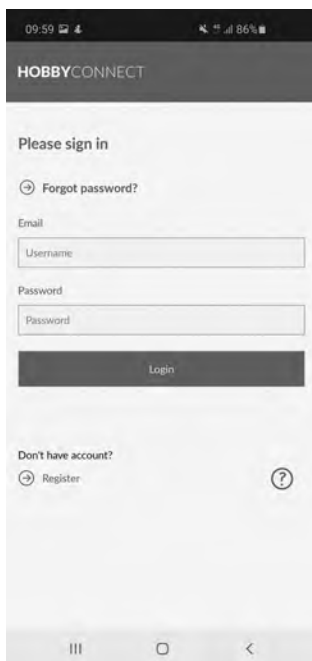 09:59 86%
HOBBYCONNECT
Please sign in
Forgot password?
Email
Username
Password
Password
Login
Don't have account?
Register
?